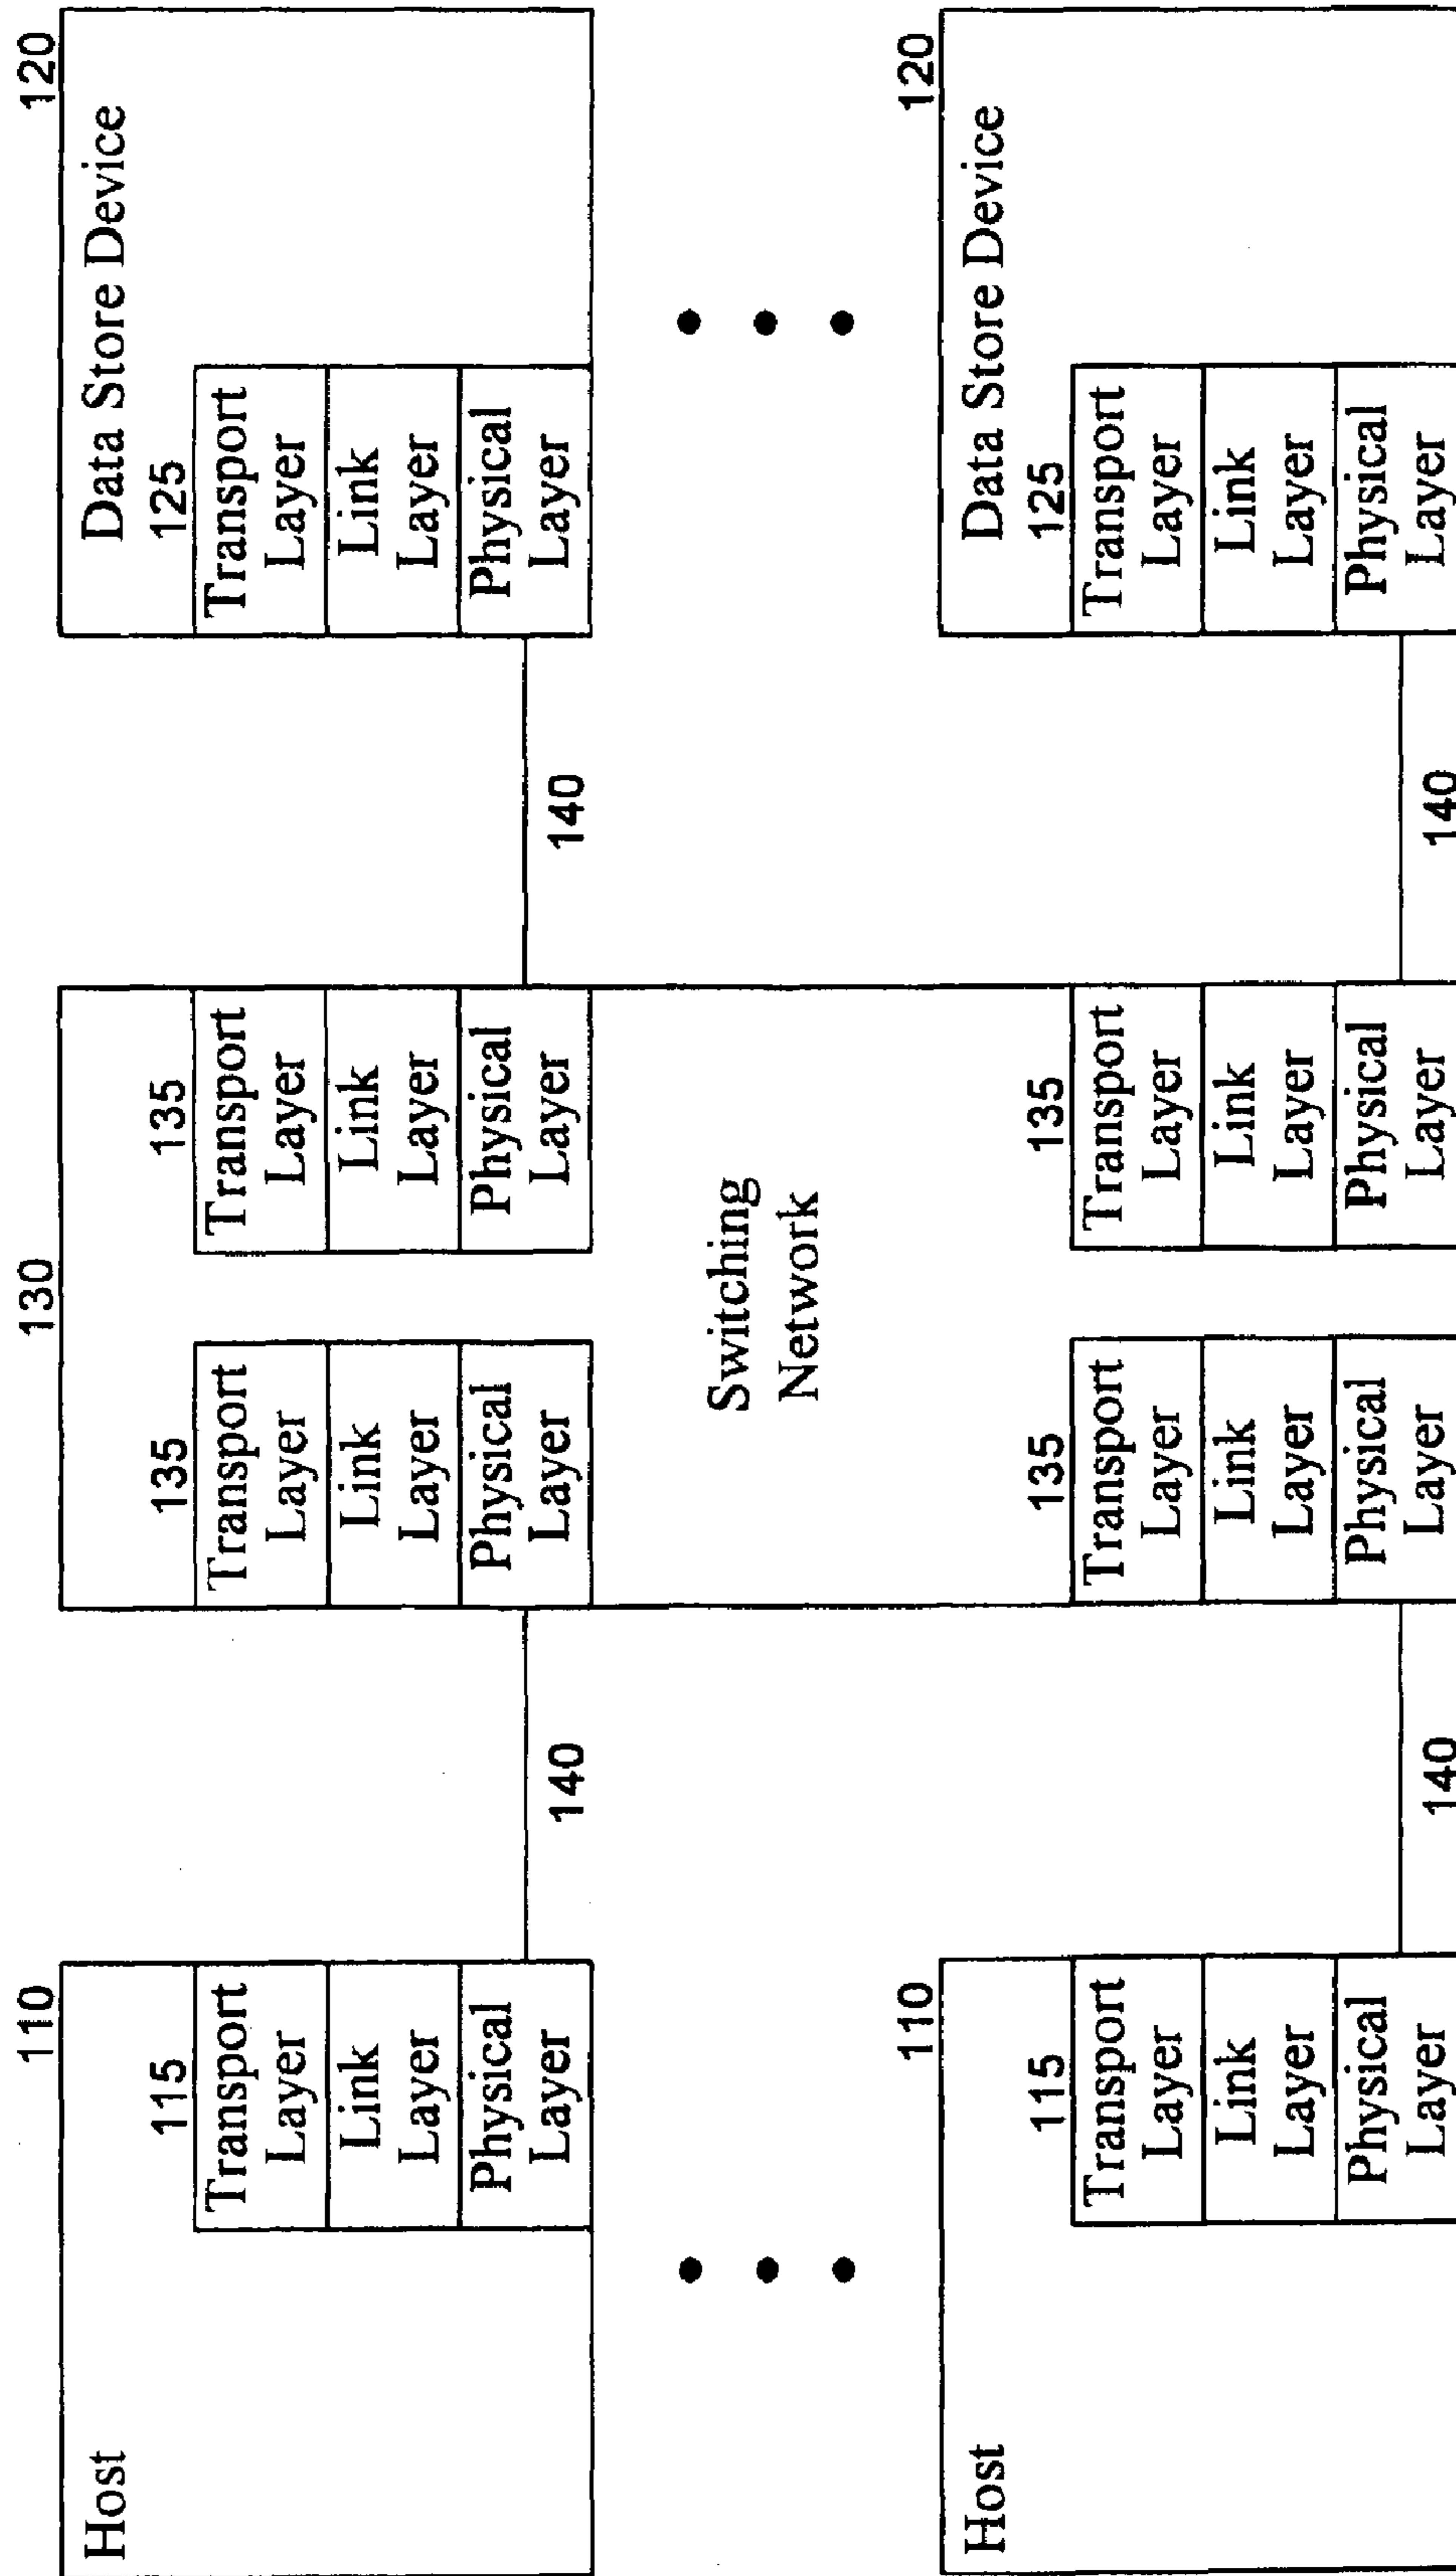 110
Host
115
Transport
Layer
Link
Layer
Physical
Layer
140
130
135
Transport
Layer
Link
Layer
Physical
Layer
135
Transport
Layer
Link
Layer
Physical
Layer
140
120
Data Store Device
125
Transport
Layer
Link
Layer
Physical
Layer
Switching
Network
110
Host
115
Transport
Layer
Link
Layer
Physical
Layer
140
135
Transport
Layer
Link
Layer
Physical
Layer
135
Transport
Layer
Link
Layer
Physical
Layer
140
120
Data Store Device
125
Transport
Layer
Link
Layer
Physical
Layer